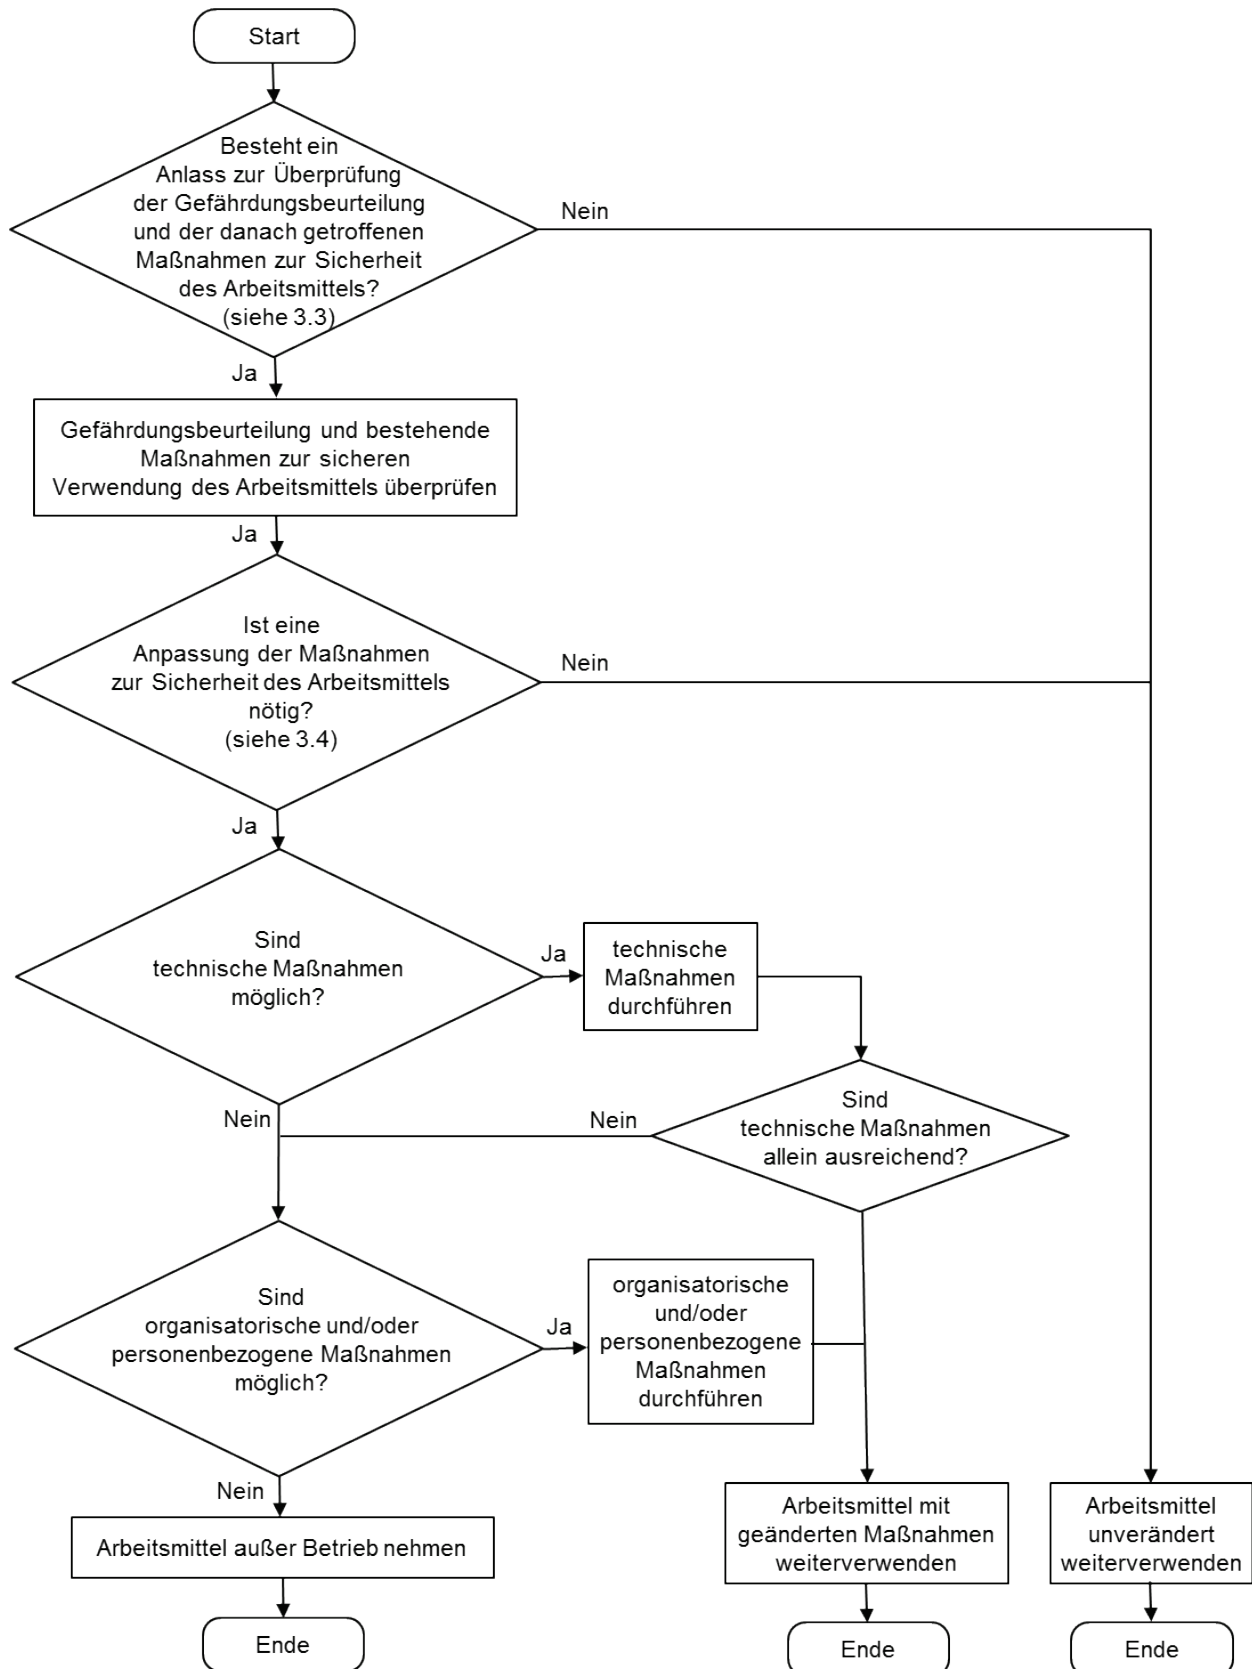 Start
Besteht ein
Anlass zur Überprüfung
der Gefährdungsbeurteilung
und der danach getroffenen
Maßnahmen zur Sicherheit
des Arbeitsmittels?
(siehe 3.3)
Nein
Ja
Gefährdungsbeurteilung und bestehende
Maßnahmen zur sicheren
Verwendung des Arbeitsmittels überprüfen
Ja
Ist eine
Anpassung der Maßnahmen
zur Sicherheit des Arbeitsmittels
nötig?
(siehe 3.4)
Nein
Ja
Sind
technische Maßnahmen
möglich?
Ja
technische
Maßnahmen
durchführen
Nein
Sind
technische Maßnahmen
allein ausreichend?
Nein
Sind
organisatorische und/oder
personenbezogene Maßnahmen
möglich?
Ja
organisatorische
und/oder
personenbezogene
Maßnahmen
durchführen
Nein
Arbeitsmittel außer Betrieb nehmen
Arbeitsmittel mit
geänderten Maßnahmen
weiterverwenden
Arbeitsmittel
unverändert
weiterverwenden
Ende
Ende
Ende